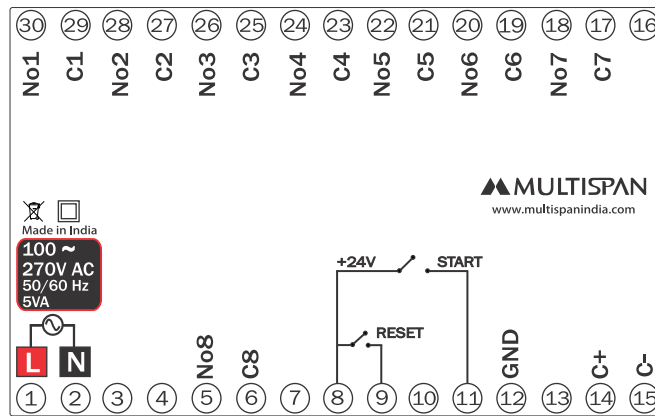 30 29 28 27 26 25 24 23 22 21 20 19 18 17 16
No1 C1 No2 C2 No3 C3 No4 C4 No5 C5 No6 C6 No7 C7
MULTISPAN
www.multispanindia.com
Made in India
100 ~
270V AC
50/60 Hz
5VA
+24V START
RESET
L N No8 C8 GND C+ C-
1 2 3 4 5 6 7 8 9 10 11 12 13 14 15